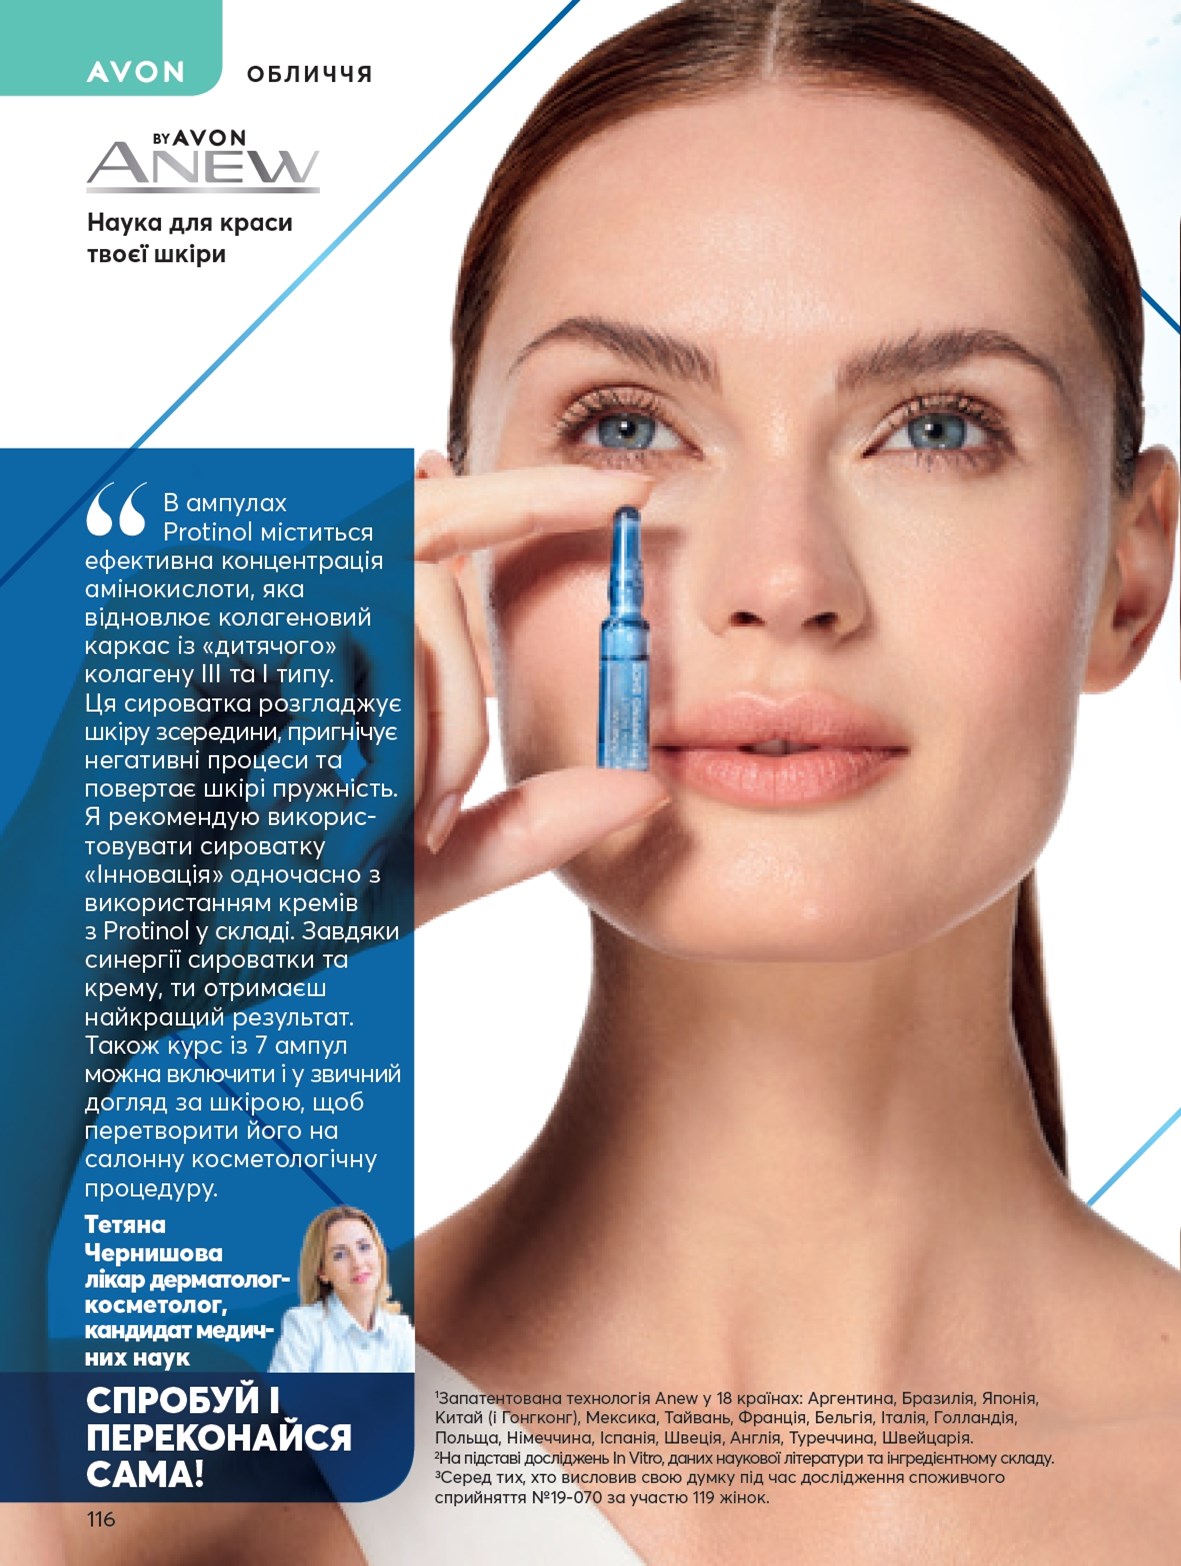 AVON
ОБЛИЧЧЯ
BY AVON
ANEW
Наука для краси
твоєї шкіри
“ В ампулах
Protinol міститься
ефективна концентрація
амінокислоти, яка
відновлює колагеновий
каркас із «дитячого»
колагену III та I типу.
Ця сироватка розгладжує
шкіру зсередини, пригнічує
негативні процеси та
повертає шкірі пружність.
Я рекомендую викорис-
товувати сироватку
«Інновація» одночасно з
використанням кремів
з Protinol у складі. Завдяки
синергії сироватки та
крему, ти отримаєш
найкращий результат.
Також курс із 7 ампул
можна включити і у звичний
догляд за шкірою, щоб
перетворити його на
салонну косметологічну
процедуру.
Тетяна
Чернишова
лікар дерматолог-
косметолог,
кандидат медич-
них наук
СПРОБУЙ І
ПЕРЕКОНАЙСЯ
САМА!
116
¹Запатентована технологія Anew у 18 країнах: Аргентина, Бразилія, Японія,
Китай (і Гонгконг), Мексика, Тайвань, Франція, Бельгія, Італія, Голландія,
Польща, Німеччина, Іспанія, Швеція, Англія, Туреччина, Швейцарія.
²На підставі досліджень In Vitro, даних наукової літератури та інгредієнтному складу.
³Серед тих, хто висловив свою думку під час дослідження споживчого
сприйняття №19-070 за участю 119 жінок.